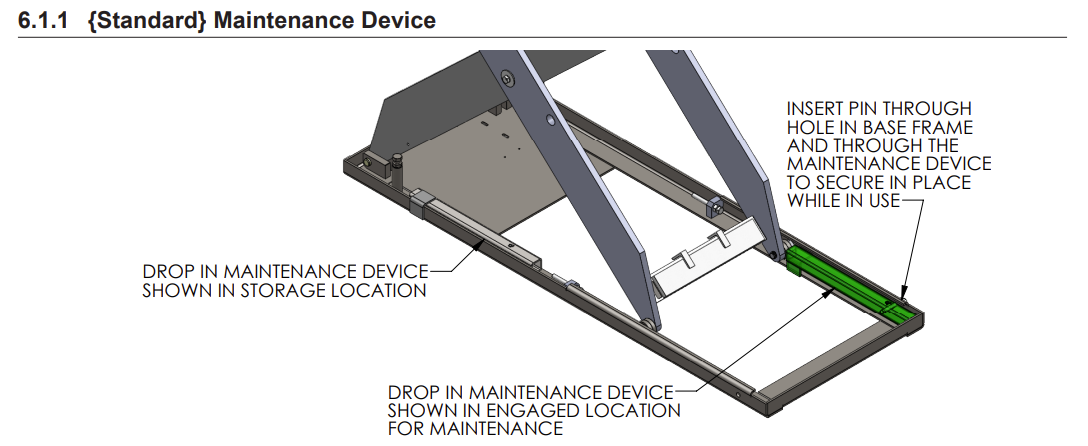 6.1.1 {Standard} Maintenance Device
INSERT PIN THROUGH
HOLE IN BASE FRAME
AND THROUGH THE
MAINTENANCE DEVICE
TO SECURE IN PLACE
WHILE IN USE
DROP IN MAINTENANCE DEVICE
SHOWN IN STORAGE LOCATION
DROP IN MAINTENANCE DEVICE
SHOWN IN ENGAGED LOCATION
FOR MAINTENANCE